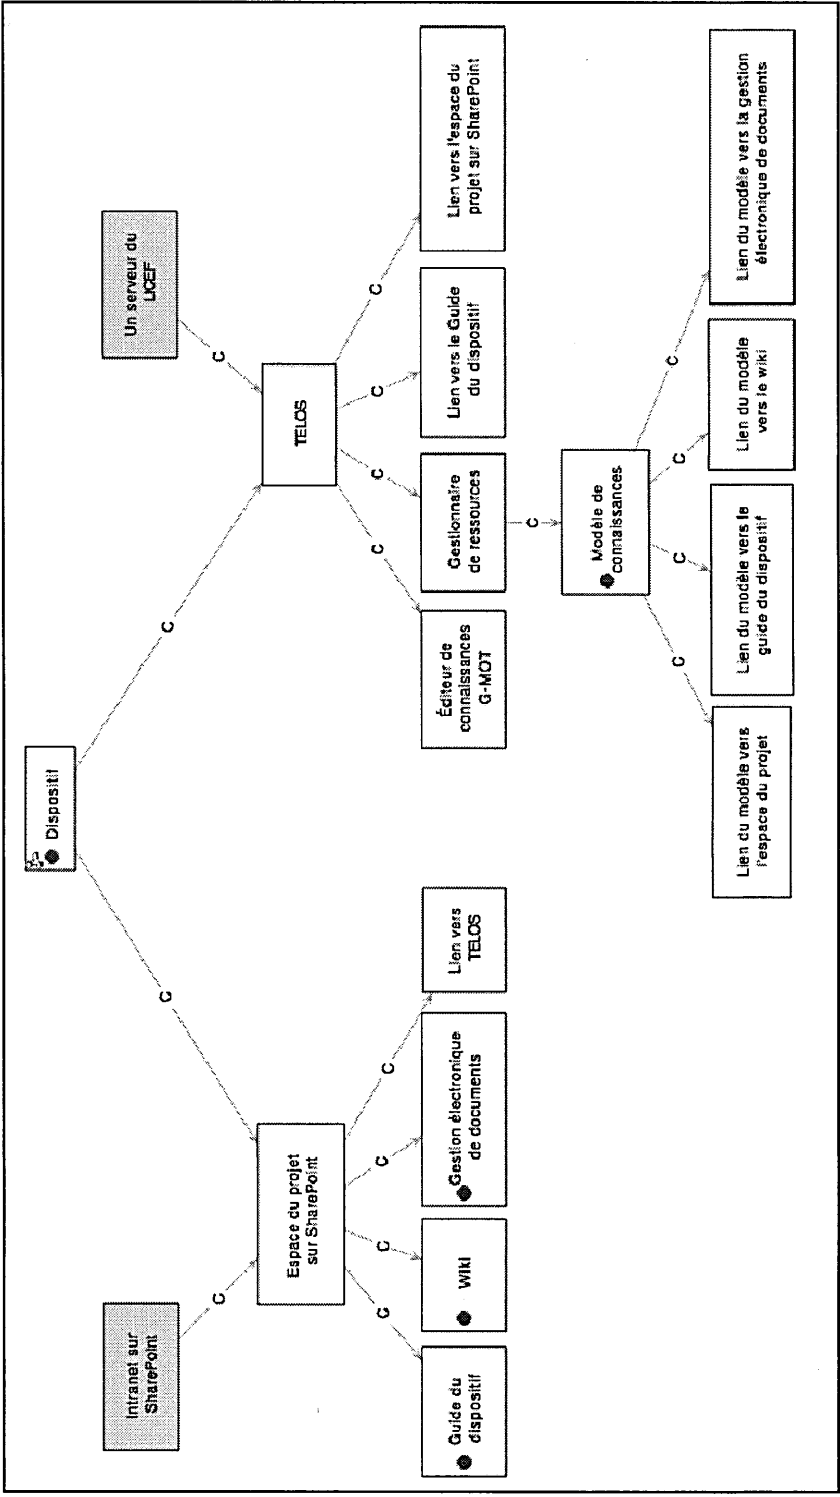 Dispositif
C
C
Intranet sur
SharePoint
Un serveur du
LICEF
C
C
Espace du projet
sur SharePoint
TELOS
C
C
C
C
C
C
C
C
Guide du
dispositif
Wiki
Gestion électronique
de documents
Lien vers
TELOS
Éditeur de
connaissances
G-MOT
Gestionnaire
de ressources
Lien vers le Guide
du dispositif
Lien vers l'espace du
projet sur SharePoint
C
Modèle de
connaissances
C
C
C
C
Lien du modèle vers
l'espace du projet
Lien du modèle vers le
guide du dispositif
Lien du modèle
vers le wiki
Lien du modèle vers la gestion
électronique de documents